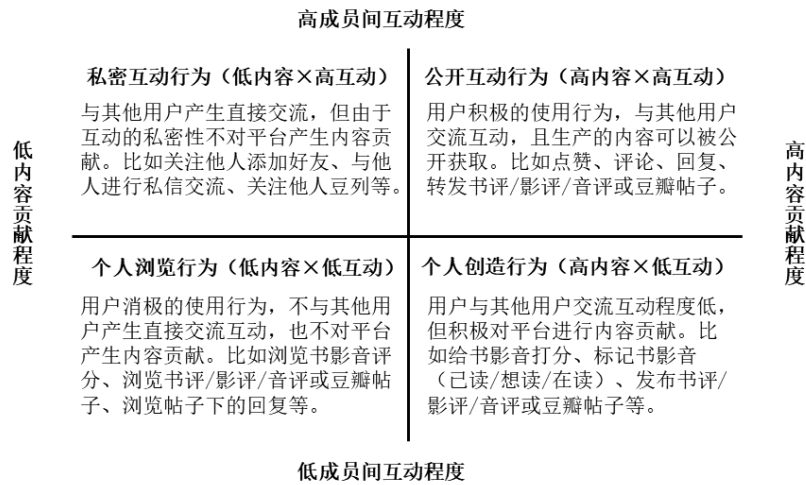 高成员间互动程度
私密互动行为（低内容×高互动）
与其他用户产生直接交流，但由于
互动的私密性不对平台产生内容贡
献。比如关注他人添加好友、与他
人进行私信交流、关注他人豆列等。
公开互动行为（高内容×高互动）
用户积极的使用行为，与其他用户
交流互动，且生产的内容可以被公
开获取。比如点赞、评论、回复、
转发书评/影评/音评或豆瓣帖子。
低内容贡献程度
高内容贡献程度
个人浏览行为（低内容×低互动）
用户消极的使用行为，不与其他用
户产生直接交流互动，也不对平台
产生内容贡献。比如浏览书影音评
分、浏览书评/影评/音评或豆瓣帖
子、浏览帖子下的回复等。
个人创造行为（高内容×低互动）
用户与其他用户交流互动程度低，
但积极对平台进行内容贡献。比
如给书影音打分、标记书影音
（已读/想读/在读）、发布书评/
影评/音评或豆瓣帖子等。
低成员间互动程度